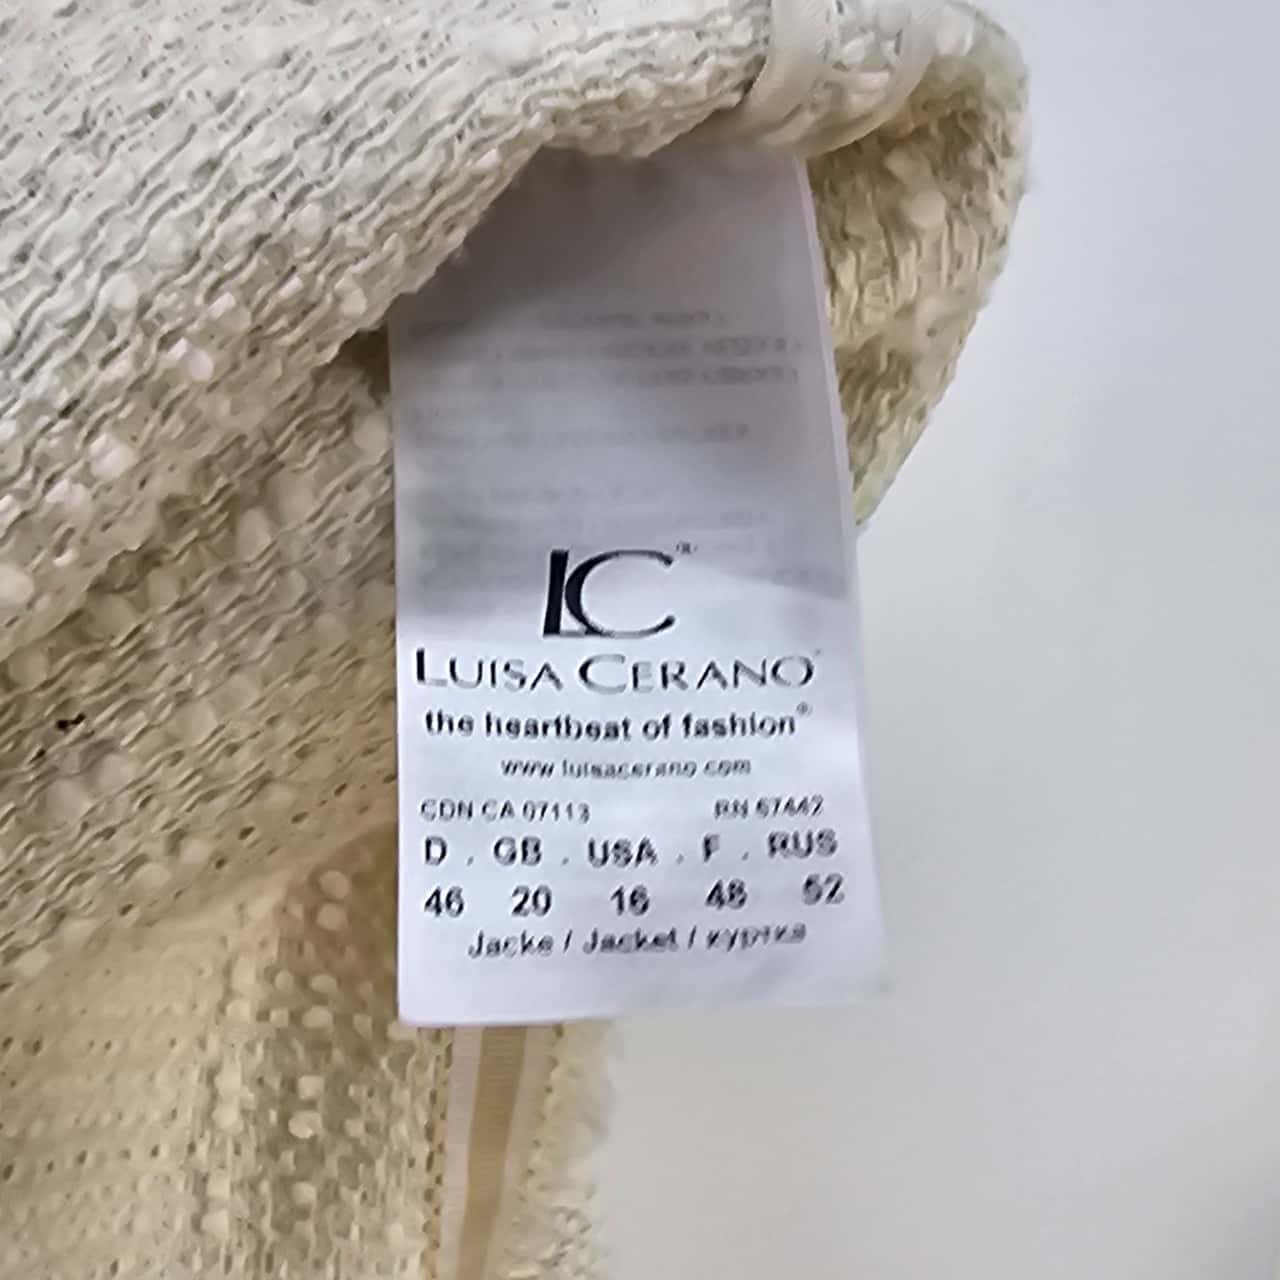 LC®
LUISA CERANO®
the heartbeat of fashion®
www.luisacerano.com
CDN CA 07113 RN 67442
D . GB . USA . F . RUS
46 20 16 48 52
Jacke / Jacket / куртка